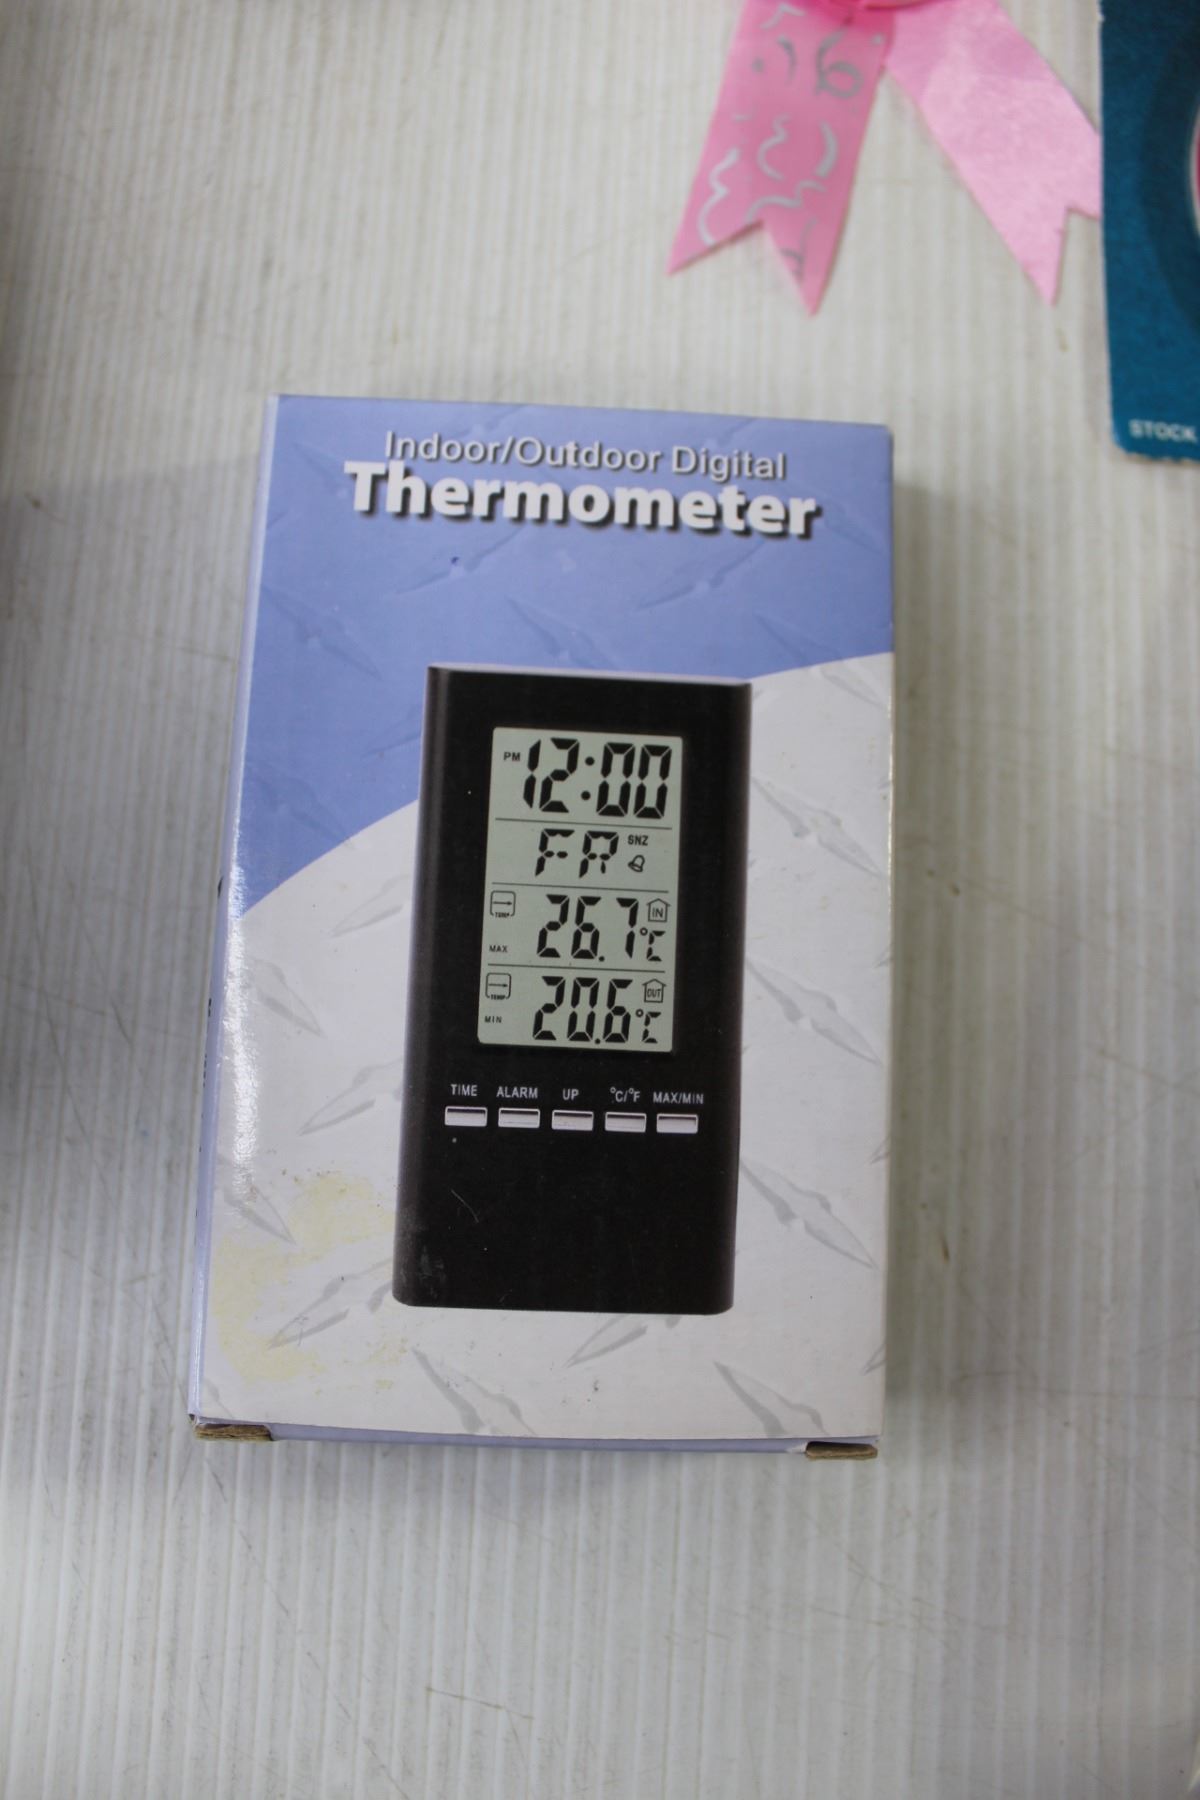 STOCK
Indoor/Outdoor Digital
Thermometer
PM 12:00
FR SNZ
TEMP MAX 26.7°C IN
TEMP MIN 20.6°C OUT
TIME ALARM UP °C/°F MAX/MIN